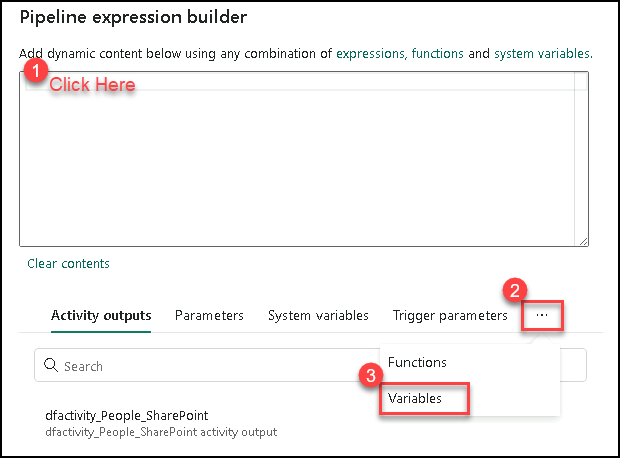 Pipeline expression builder
Add dynamic content below using any combination of expressions, functions and system variables.
1 Click Here
Clear contents
2
Activity outputs Parameters System variables Trigger parameters ...
Search
Functions
3 Variables
dfactivity_People_SharePoint
dfactivity_People_SharePoint activity output